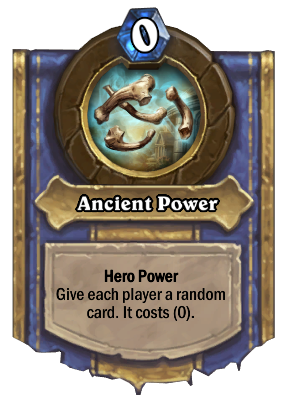 0
Ancient Power
Hero Power
Give each player a random
card. It costs (0).